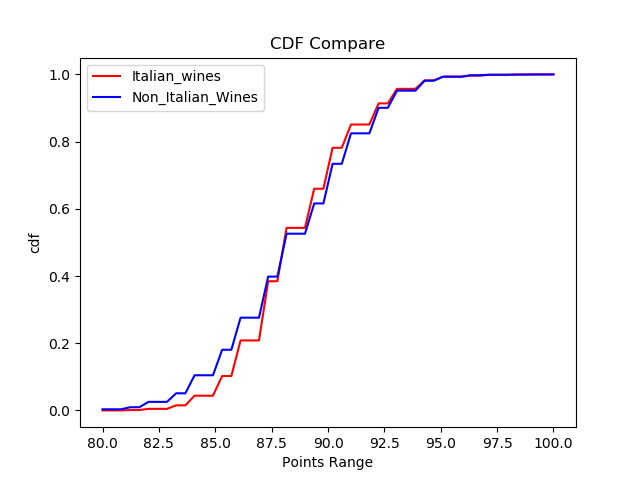 CDF Compare
Italian_wines
Non_Italian_Wines
1.0
0.8
0.6
0.4
0.2
0.0
cdf
80.0 82.5 85.0 87.5 90.0 92.5 95.0 97.5 100.0
Points Range